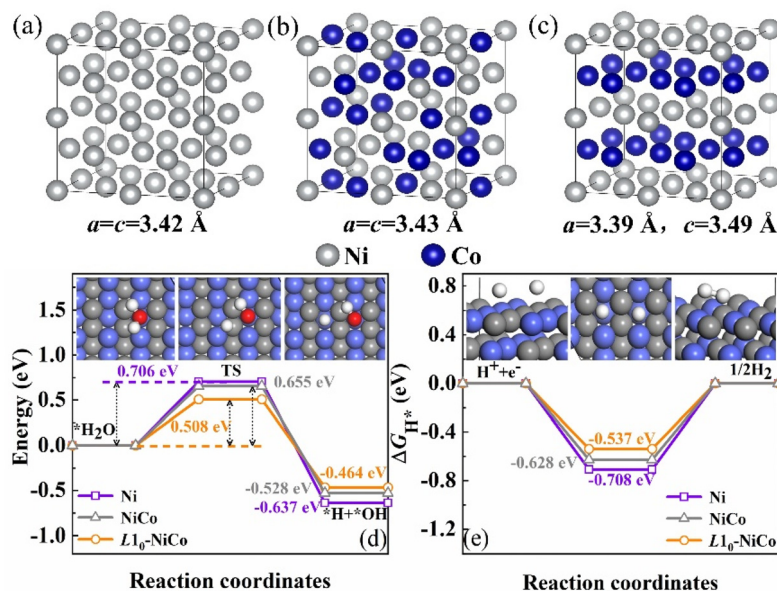 (a)
(b)
(c)
a=c=3.42 Å
a=c=3.43 Å
a=3.39 Å, c=3.49 Å
Ni
Co
Energy (eV)
1.5
1.0
0.5
0.0
-0.5
-1.0
0.706 eV
TS
0.655 eV
*H₂O
0.508 eV
-0.464 eV
-0.528 eV
-0.637 eV
*H+*OH
Ni
NiCo
L1₀-NiCo
(d)
Reaction coordinates
ΔG_H* (eV)
0.8
0.4
0.0
-0.4
-0.8
-1.2
H⁺+e⁻
1/2H₂
-0.537 eV
-0.628 eV
-0.708 eV
Ni
NiCo
L1₀-NiCo
(e)
Reaction coordinates